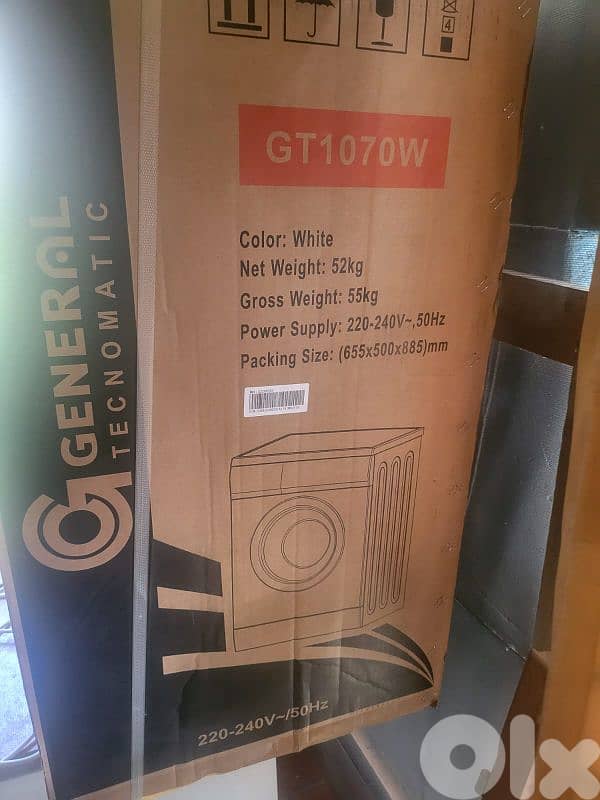 4
GT1070W
Color: White
Net Weight: 52kg
Gross Weight: 55kg
Power Supply: 220-240V~,50Hz
Packing Size: (655x500x885)mm
GENERAL
TECNOMATIC
220-240V~/50Hz
Olx